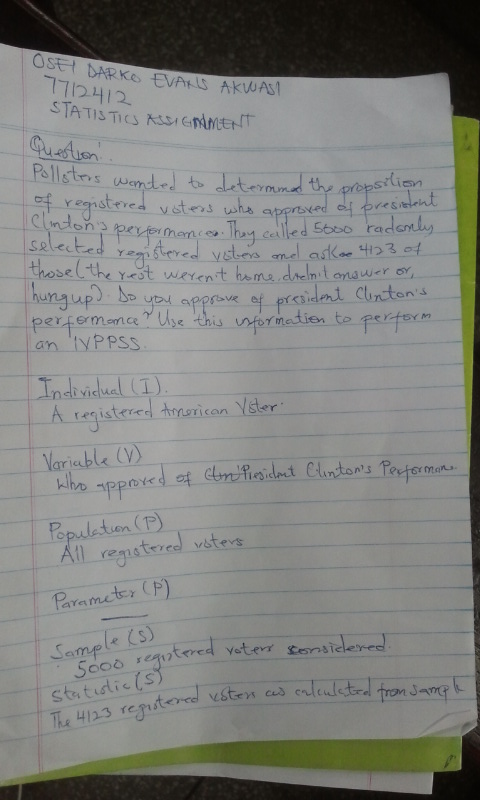 OSEI DARKO EVANS AKWASI
7712412
STATISTICS ASSIGNMENT
Question:
Pollsters wanted to determined the proposition
of registered voters who approved of president
Clinton's performance. They called 5000 radomly
selected registered voters and aske 4123 of
those (the rest weren't home, didn't answer or,
hungup). Do you approve of president Clinton's
performance? Use this information to perform
an IVPPSS.
Individual (I).
A registered American Voter.
Variable (V)
Who approved of President Clinton's Performan
Population (P)
All registered voters
Parameter (P)
Sample (S)
5000 registered voters considered.
Statistic (S)
The 4123 registered voters as calculated from sample